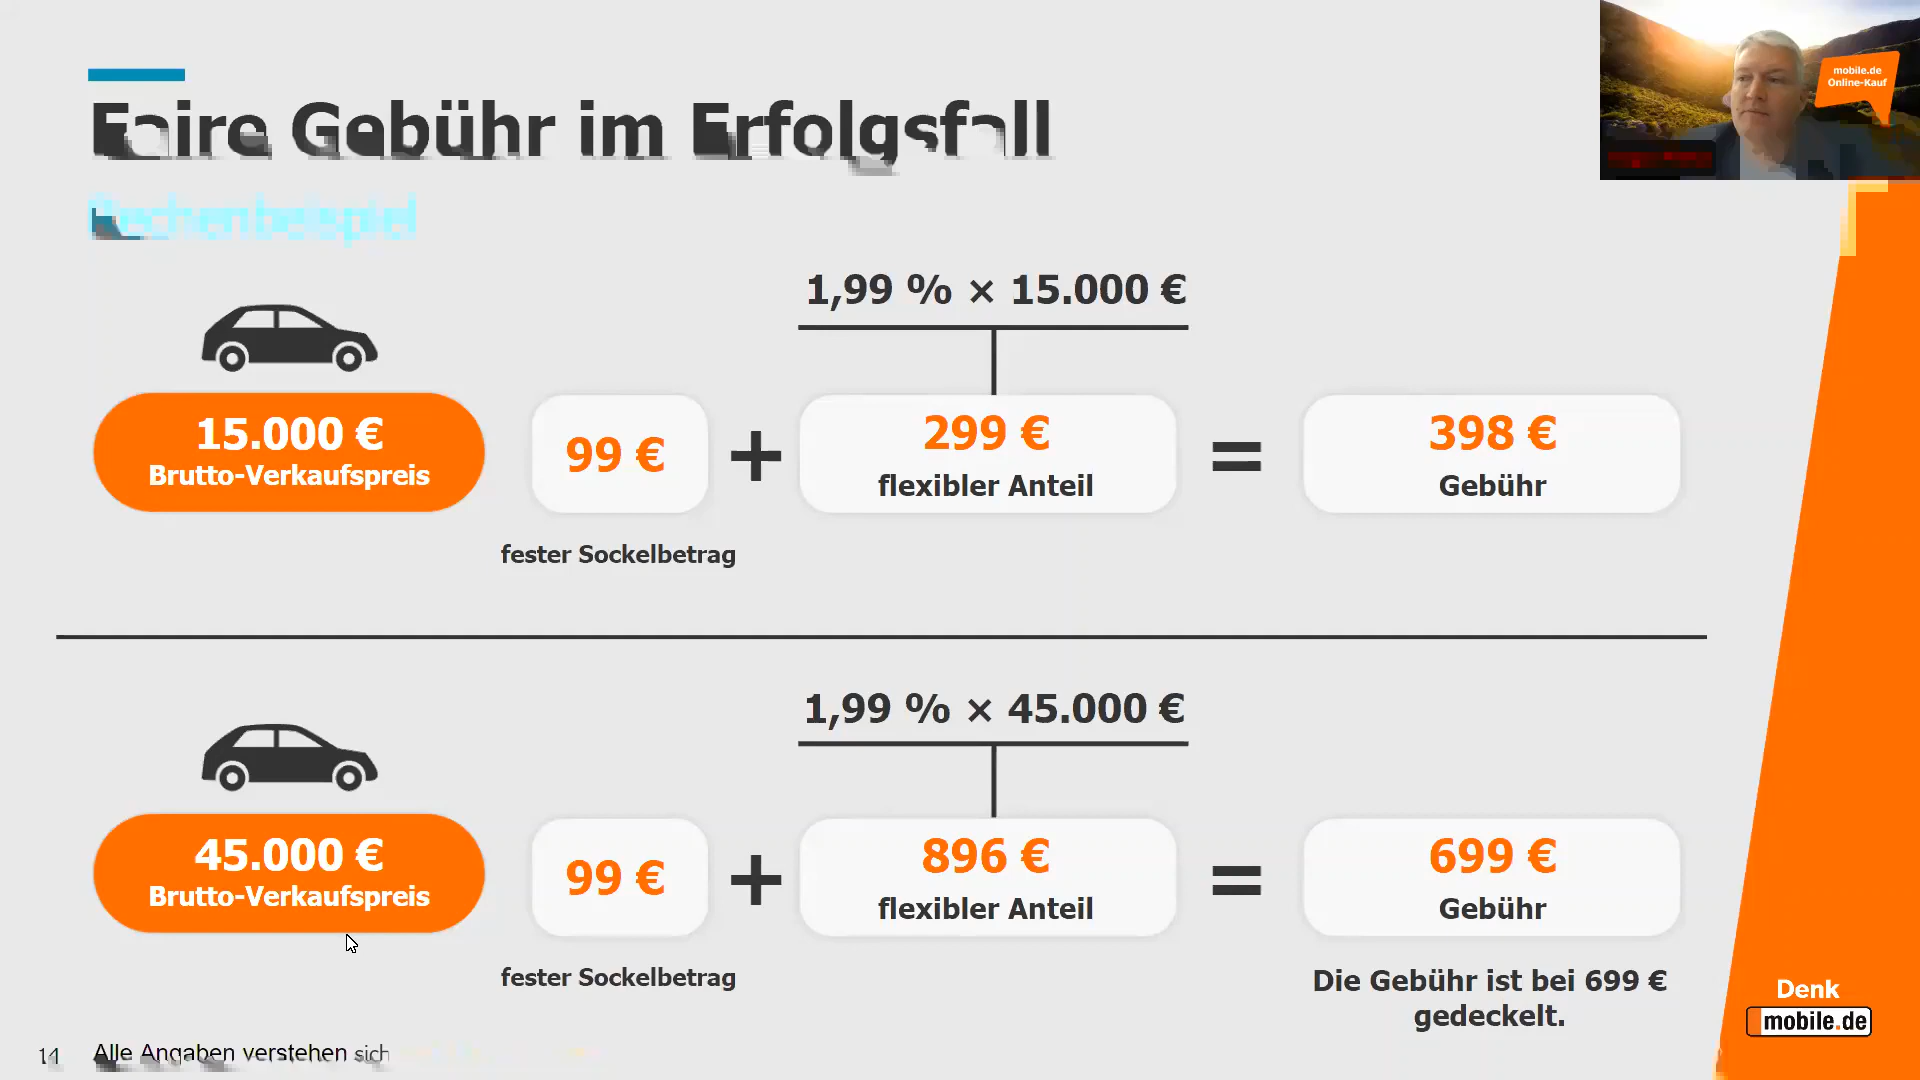 Faire Gebühr im Erfolgsfall
Rechenbeispiel
mobile.de
Online-Kauf
1,99 % × 15.000 €
15.000 €
Brutto-Verkaufspreis
99 €
+
299 €
flexibler Anteil
=
398 €
Gebühr
fester Sockelbetrag
1,99 % × 45.000 €
45.000 €
Brutto-Verkaufspreis
99 €
+
896 €
flexibler Anteil
=
699 €
Gebühr
fester Sockelbetrag
Die Gebühr ist bei 699 €
gedeckelt.
Denk
mobile.de
14
Alle Angaben verstehen sich